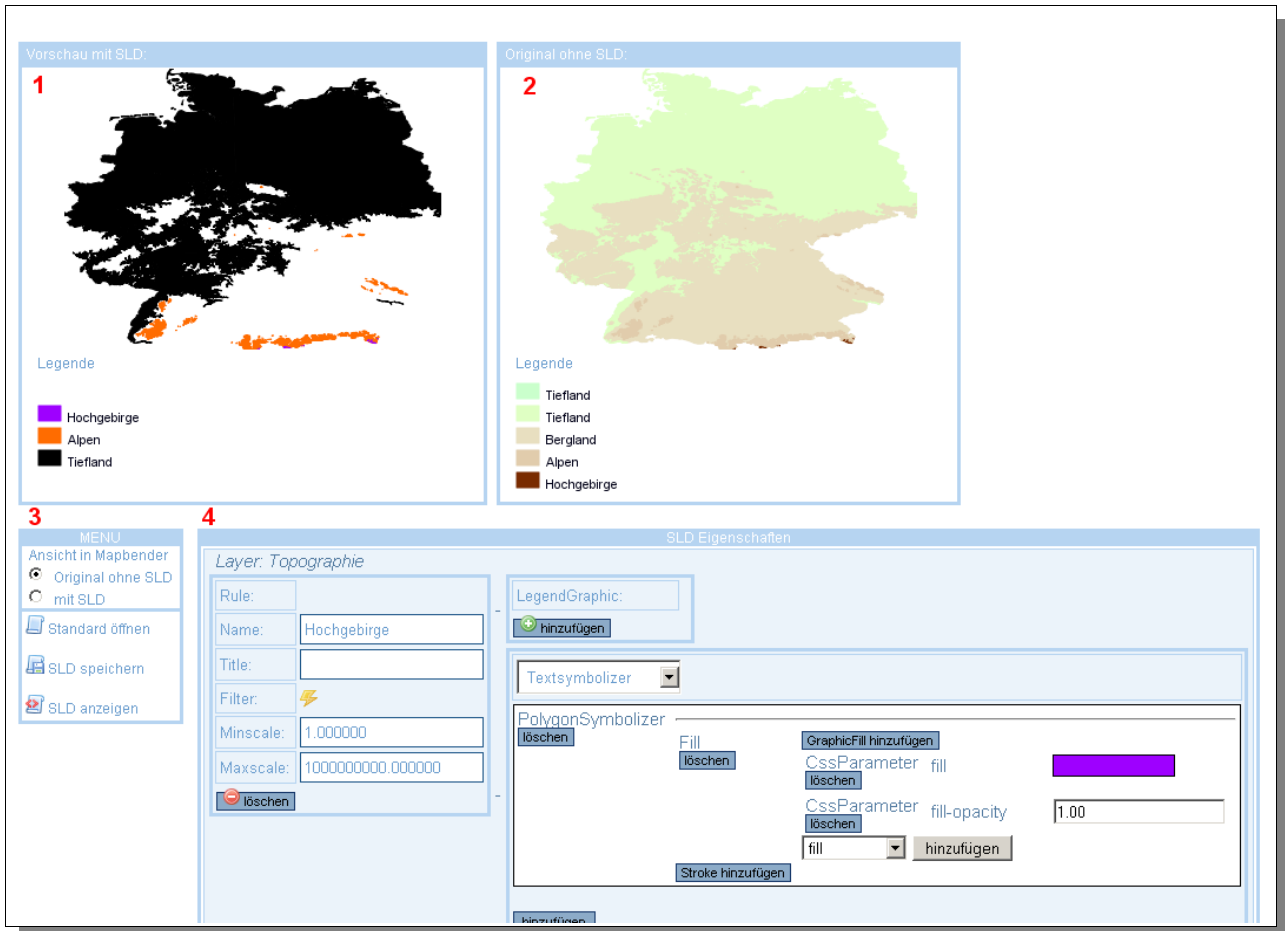 Vorschau mit SLD:
1
Legende
Hochgebirge
Alpen
Tiefland
Original ohne SLD:
2
Legende
Tiefland
Tiefland
Bergland
Alpen
Hochgebirge
3
MENU
Ansicht in Mapbender
Original ohne SLD
mit SLD
Standard öffnen
SLD speichern
SLD anzeigen
4
SLD Eigenschaften
Layer: Topographie
Rule:
Name: Hochgebirge
Title:
Filter:
Minscale: 1.000000
Maxscale: 1000000000.000000
löschen
-
-
LegendGraphic:
hinzufügen
Textsymbolizer
PolygonSymbolizer
löschen
Fill
löschen
GraphicFill hinzufügen
CssParameter fill
löschen
CssParameter fill-opacity 1.00
löschen
fill hinzufügen
Stroke hinzufügen
hinzufügen